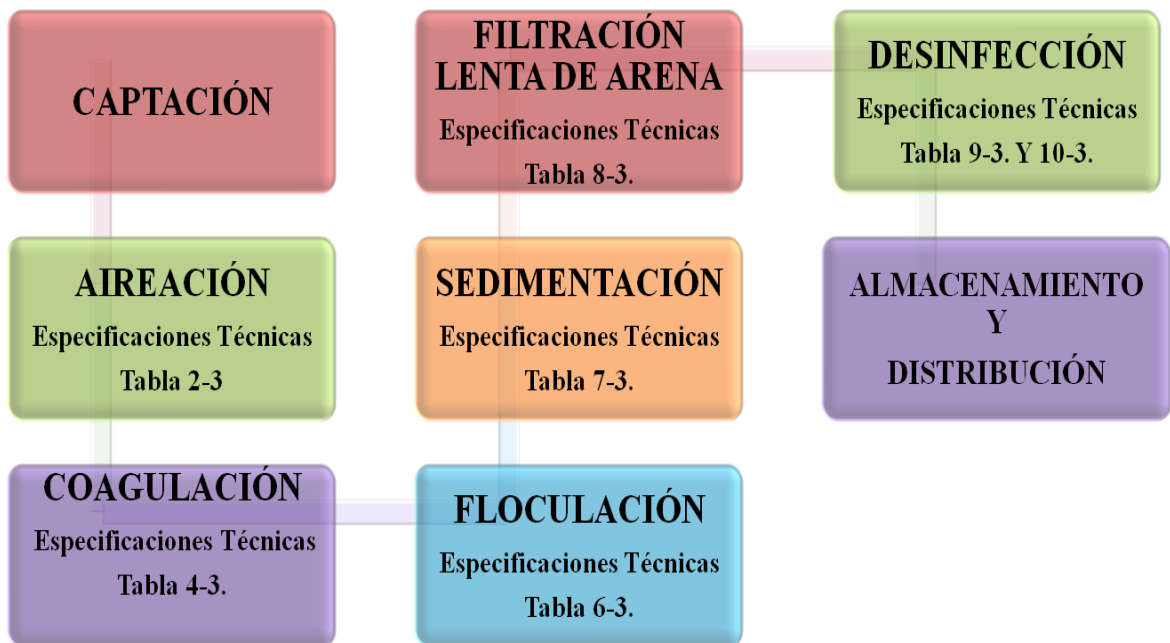 CAPTACIÓN
AIREACIÓN
Especificaciones Técnicas
Tabla 2-3
COAGULACIÓN
Especificaciones Técnicas
Tabla 4-3.
FLOCULACIÓN
Especificaciones Técnicas
Tabla 6-3.
SEDIMENTACIÓN
Especificaciones Técnicas
Tabla 7-3.
FILTRACIÓN
LENTA DE ARENA
Especificaciones Técnicas
Tabla 8-3.
DESINFECCIÓN
Especificaciones Técnicas
Tabla 9-3. Y 10-3.
ALMACENAMIENTO
Y
DISTRIBUCIÓN